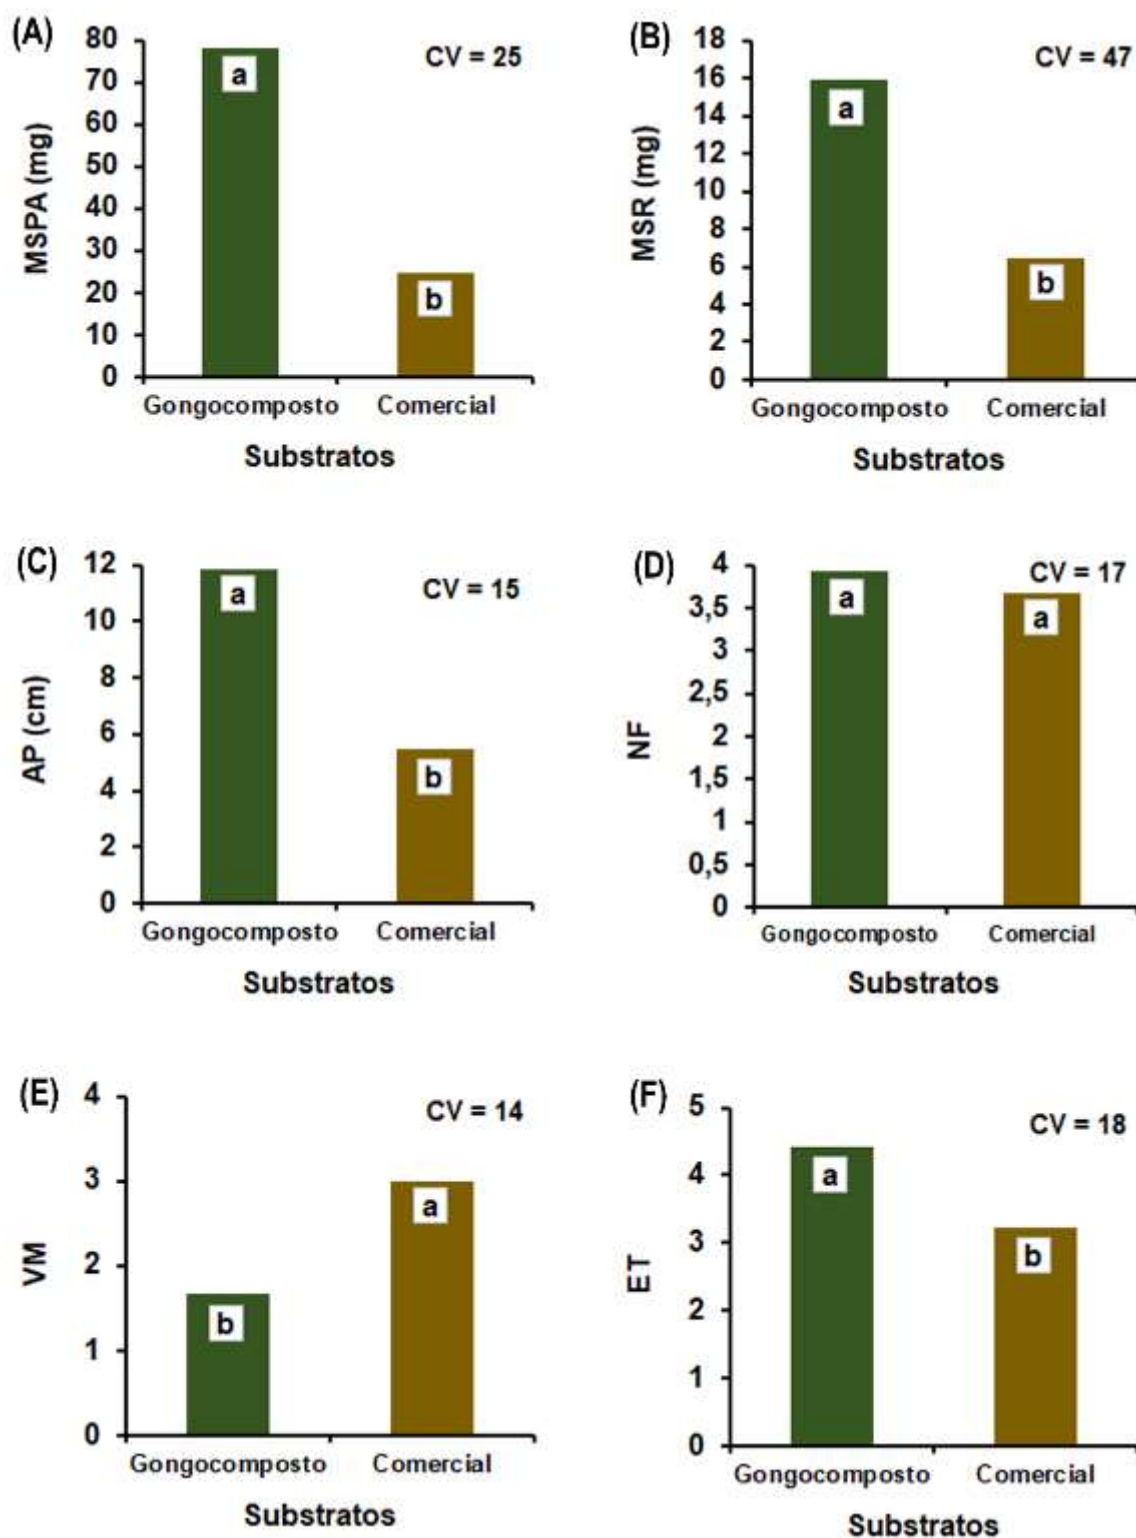 (A)
MSPA (mg)
80
70
60
50
40
30
20
10
0
CV = 25
a
b
Gongocomposto Comercial
Substratos
(B)
MSR (mg)
18
16
14
12
10
8
6
4
2
0
CV = 47
a
b
Gongocomposto Comercial
Substratos
(C)
AP (cm)
12
10
8
6
4
2
0
CV = 15
a
b
Gongocomposto Comercial
Substratos
(D)
NF
4
3,5
3
2,5
2
1,5
1
0,5
0
CV = 17
a
a
Gongocomposto Comercial
Substratos
(E)
VM
4
3
2
1
0
CV = 14
b
a
Gongocomposto Comercial
Substratos
(F)
ET
5
4
3
2
1
0
CV = 18
a
b
Gongocomposto Comercial
Substratos